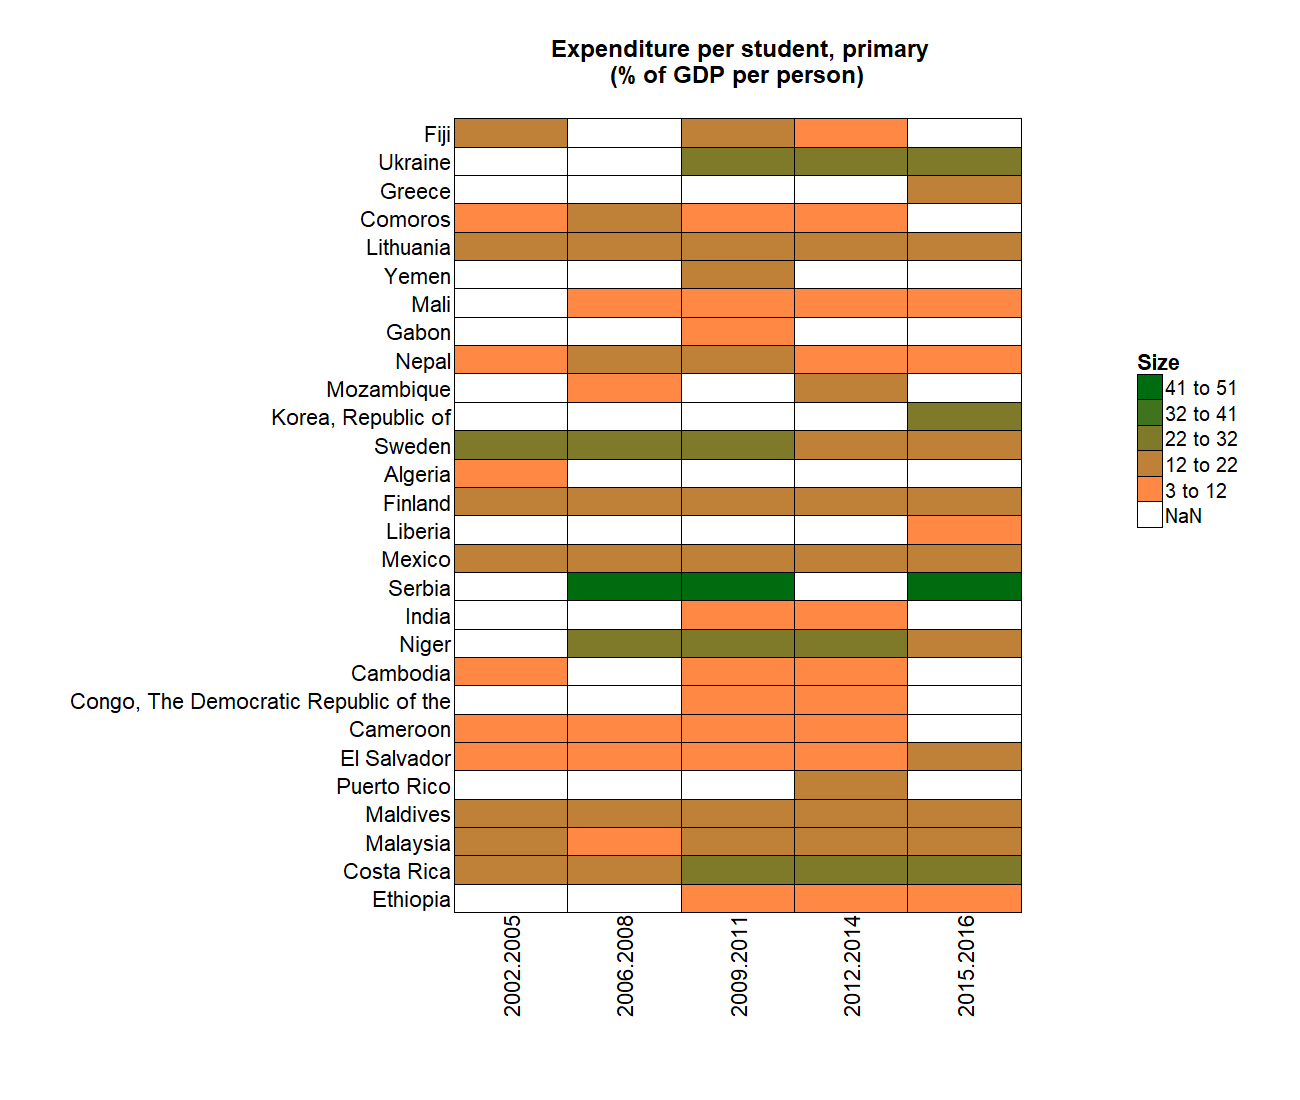 Expenditure per student, primary
(% of GDP per person)
Fiji
Ukraine
Greece
Comoros
Lithuania
Yemen
Mali
Gabon
Nepal
Mozambique
Korea, Republic of
Sweden
Algeria
Finland
Liberia
Mexico
Serbia
India
Niger
Cambodia
Congo, The Democratic Republic of the
Cameroon
El Salvador
Puerto Rico
Maldives
Malaysia
Costa Rica
Ethiopia
2002.2005
2006.2008
2009.2011
2012.2014
2015.2016
Size
41 to 51
32 to 41
22 to 32
12 to 22
3 to 12
NaN